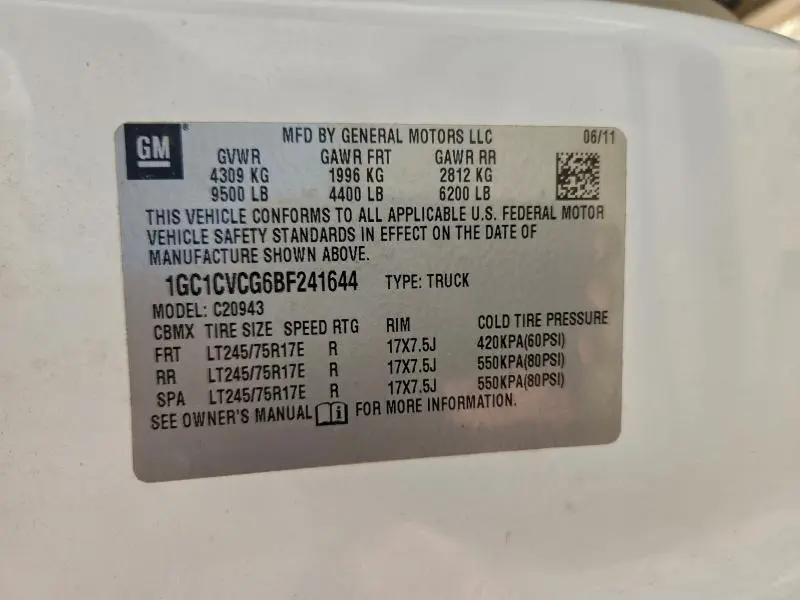 GM MFD BY GENERAL MOTORS LLC 06/11
GVWR GAWR FRT GAWR RR
4309 KG 1996 KG 2812 KG
9500 LB 4400 LB 6200 LB
THIS VEHICLE CONFORMS TO ALL APPLICABLE U.S. FEDERAL MOTOR
VEHICLE SAFETY STANDARDS IN EFFECT ON THE DATE OF
MANUFACTURE SHOWN ABOVE.
1GC1CVCG6BF241644 TYPE: TRUCK
MODEL: C20943
CBMX TIRE SIZE SPEED RTG RIM COLD TIRE PRESSURE
FRT LT245/75R17E R 17X7.5J 420KPA(60PSI)
RR LT245/75R17E R 17X7.5J 550KPA(80PSI)
SPA LT245/75R17E R 17X7.5J 550KPA(80PSI)
SEE OWNER'S MANUAL FOR MORE INFORMATION.